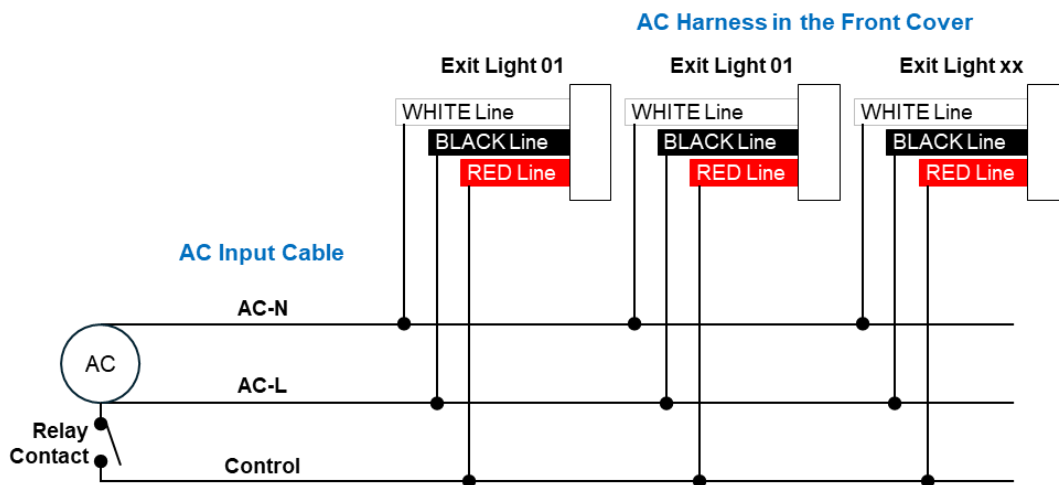 AC Harness in the Front Cover
Exit Light 01
Exit Light 01
Exit Light xx
WHITE Line
WHITE Line
WHITE Line
BLACK Line
BLACK Line
BLACK Line
RED Line
RED Line
RED Line
AC Input Cable
AC-N
AC
AC-L
Relay
Contact
Control